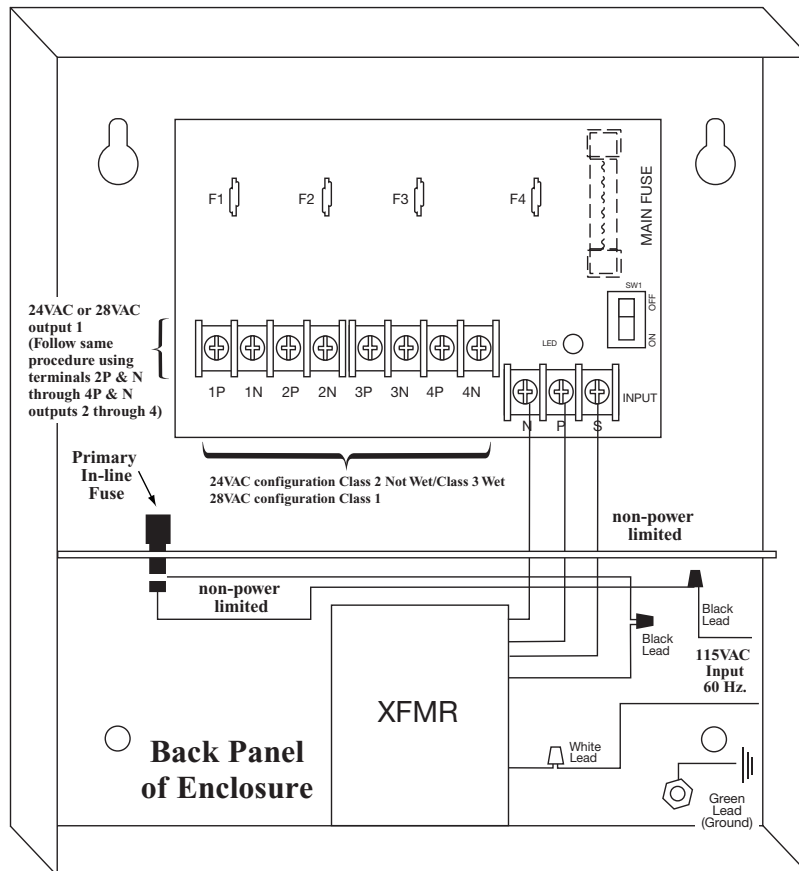 F1
F2
F3
F4
MAIN FUSE
SW1
OFF
ON
24VAC or 28VAC
output 1
(Follow same
procedure using
terminals 2P & N
through 4P & N
outputs 2 through 4)
LED
1P
1N
2P
2N
3P
3N
4P
4N
INPUT
N
P
S
24VAC configuration Class 2 Not Wet/Class 3 Wet
28VAC configuration Class 1
Primary
In-line
Fuse
non-power
limited
non-power
limited
Black
Lead
Black
Lead
115VAC
Input
60 Hz.
XFMR
White
Lead
Back Panel
of Enclosure
Green
Lead
(Ground)